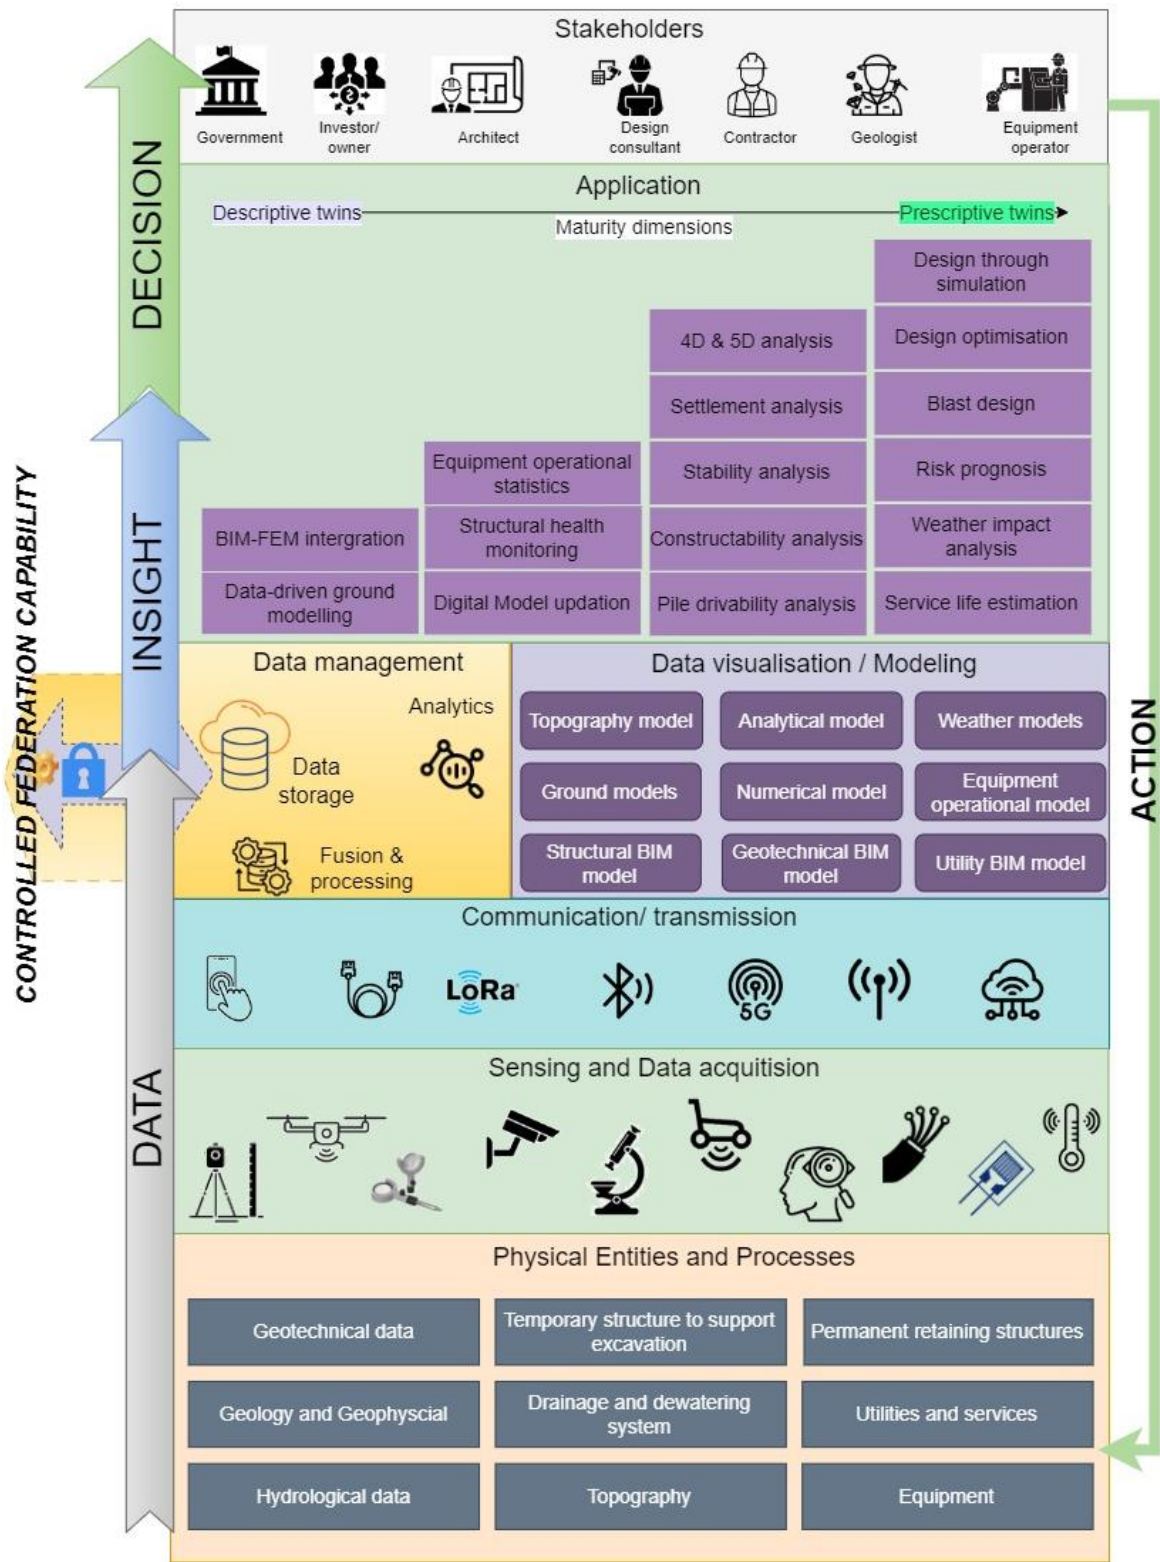 Stakeholders
Government
Investor/
owner
Architect
Design
consultant
Contractor
Geologist
Equipment
operator
Application
Descriptive twins
Maturity dimensions
Prescriptive twins
Design through
simulation
4D & 5D analysis
Design optimisation
Settlement analysis
Blast design
Equipment operational
statistics
Stability analysis
Risk prognosis
BIM-FEM intergration
Structural health
monitoring
Constructability analysis
Weather impact
analysis
Data-driven ground
modelling
Digital Model updation
Pile drivability analysis
Service life estimation
Data management
Analytics
Data
storage
Fusion &
processing
Data visualisation / Modeling
Topography model
Analytical model
Weather models
Ground models
Numerical model
Equipment
operational model
Structural BIM
model
Geotechnical BIM
model
Utility BIM model
Communication/ transmission
LoRa
5G
Sensing and Data acquitision
Physical Entities and Processes
Geotechnical data
Temporary structure to support
excavation
Permanent retaining structures
Geology and Geophyscial
Drainage and dewatering
system
Utilities and services
Hydrological data
Topography
Equipment
DECISION
INSIGHT
DATA
CONTROLLED FEDERATION CAPABILITY
ACTION